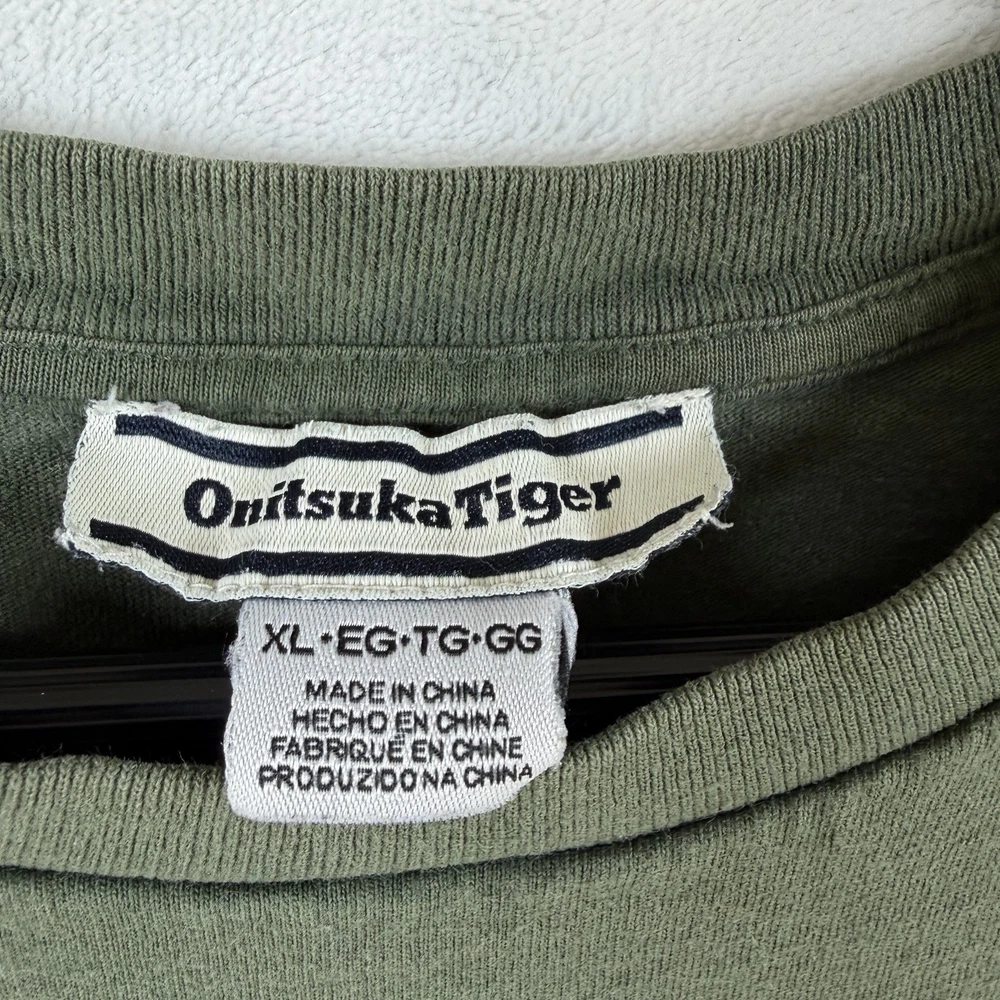 OnitsukaTiger
XL·EG·TG·GG
MADE IN CHINA
HECHO EN CHINA
FABRIQUÉ EN CHINE
PRODUZIDO NA CHINA